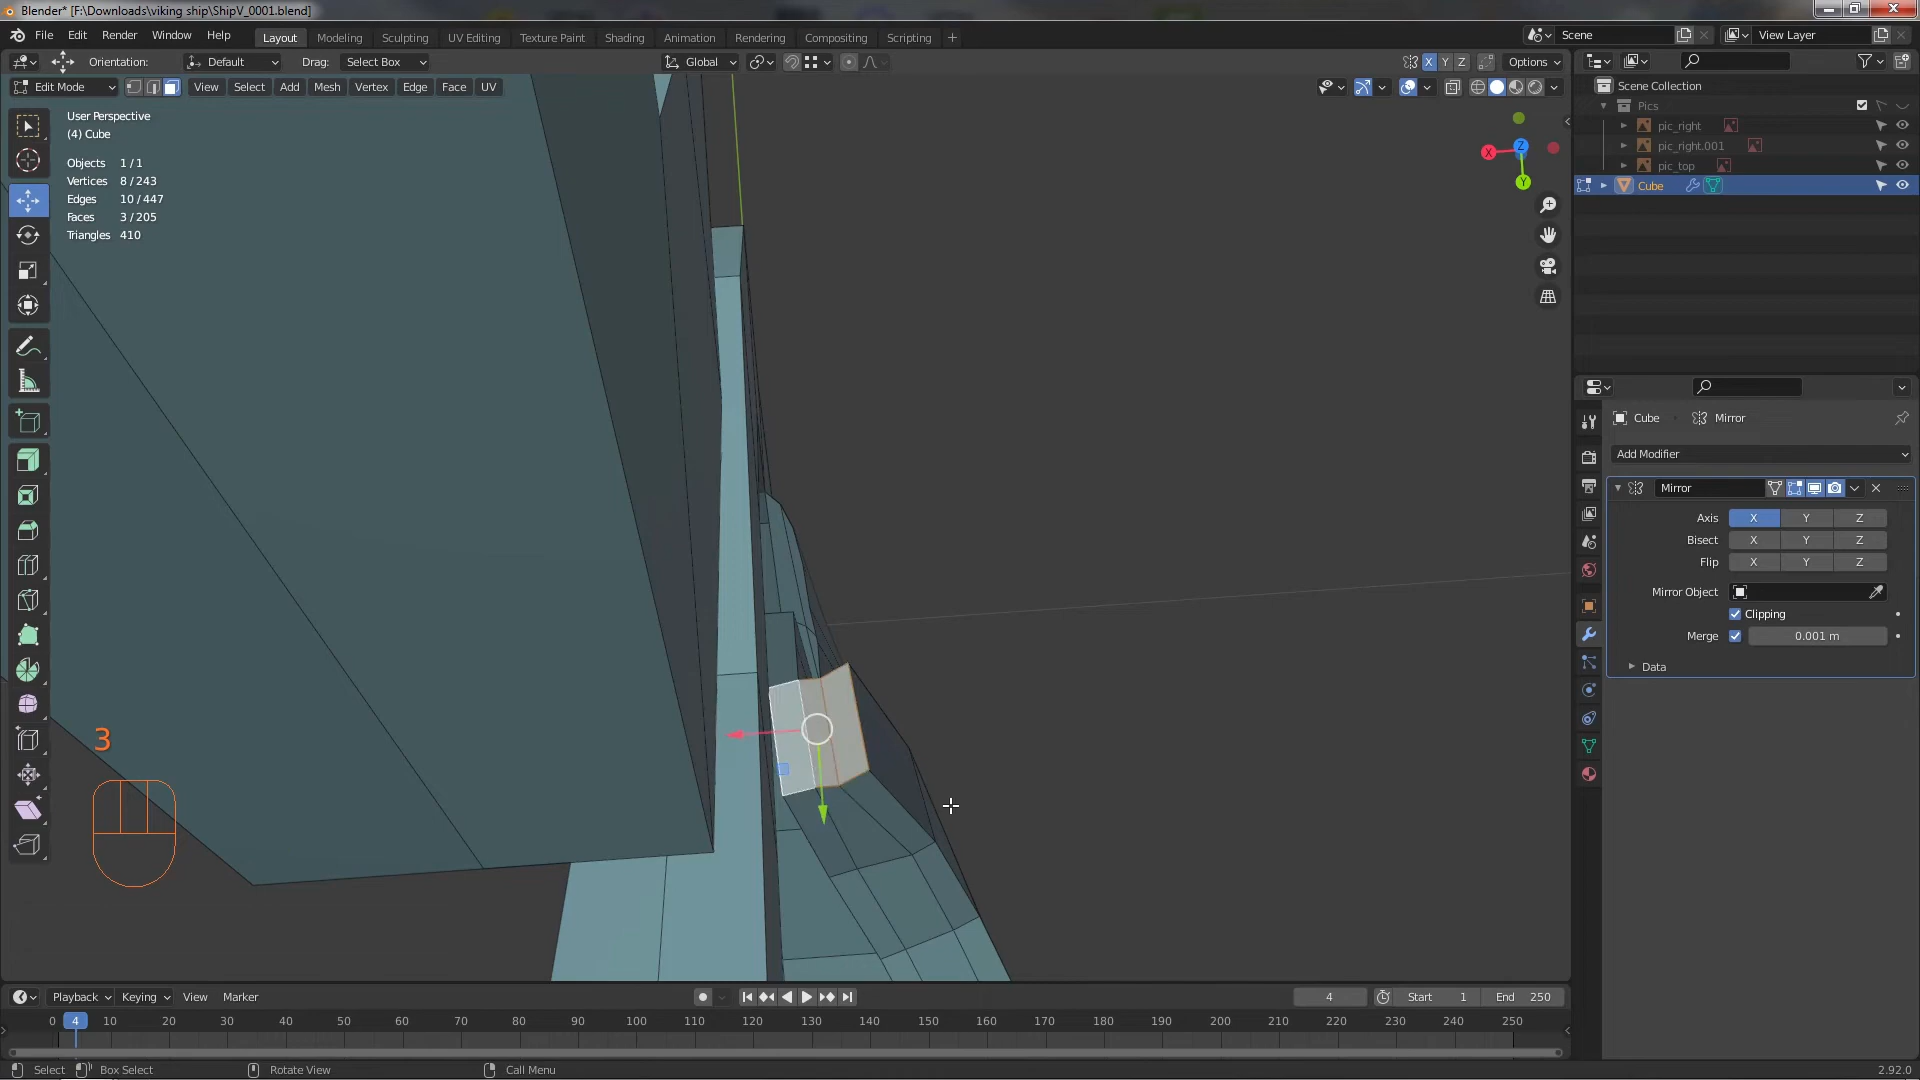 Blender* [F:\Downloads\viking ship\ShipV_0001.blend]
File Edit Render Window Help
Layout Modeling Sculpting UV Editing Texture Paint Shading Animation Rendering Compositing Scripting
Scene
View Layer
Orientation: Default Drag: Select Box
Global
X Y Z Options
Edit Mode View Select Add Mesh Vertex Edge Face UV
User Perspective
(4) Cube
Objects 1 / 1
Vertices 8 / 243
Edges 10 / 447
Faces 3 / 205
Triangles 410
X Z Y
Scene Collection
Pics
pic_right
pic_right.001
pic_top
Cube
Cube Mirror
Add Modifier
Mirror
Axis X Y Z
Bisect X Y Z
Flip X Y Z
Mirror Object
Clipping
Merge 0.001 m
Data
3
Playback Keying View Marker
4 Start 1 End 250
0 4 10 20 30 40 50 60 70 80 90 100 110 120 130 140 150 160 170 180 190 200 210 220 230 240 250
Select Box Select Rotate View Call Menu 2.92.0